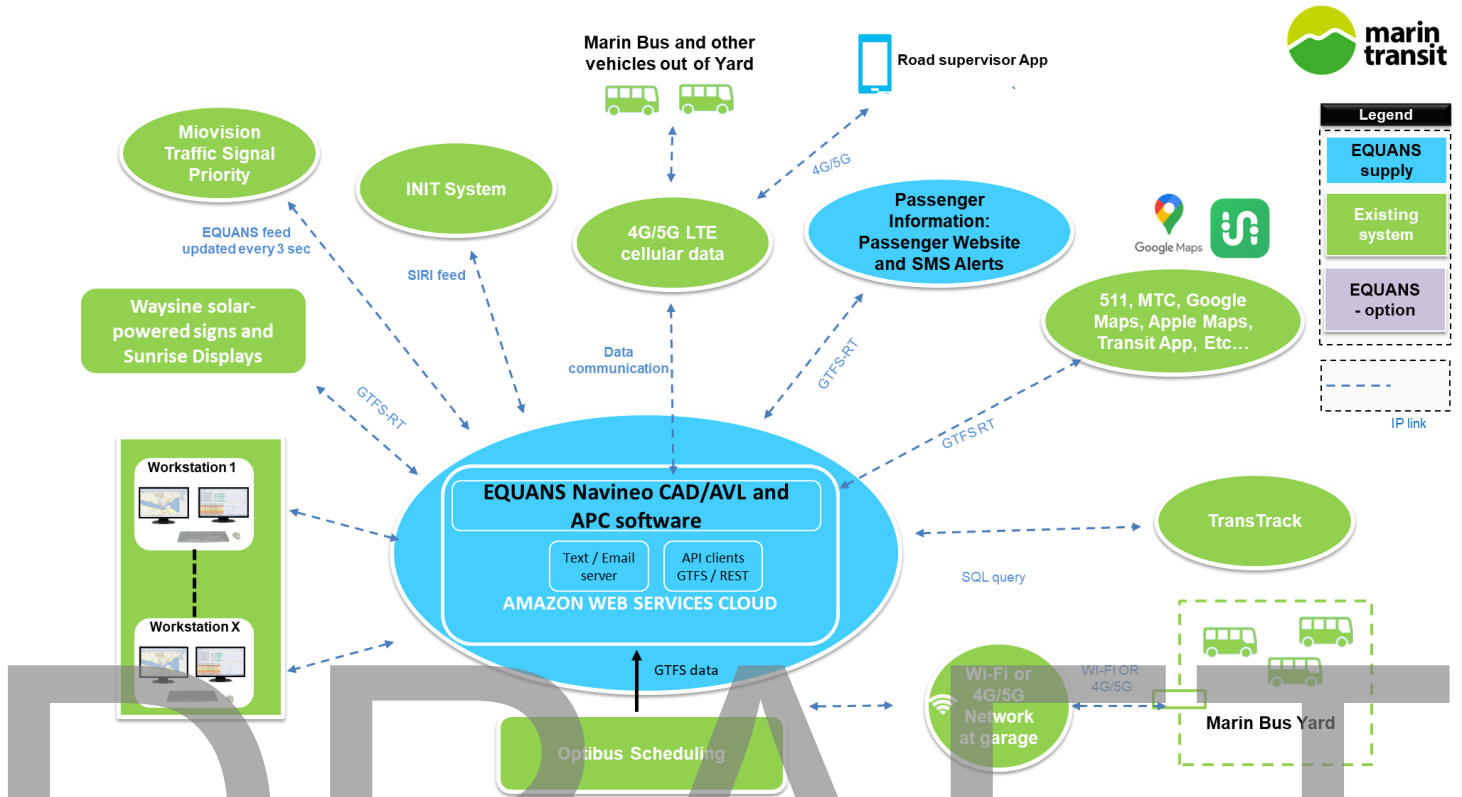 marin
transit
Marin Bus and other
vehicles out of Yard
Road supervisor App
Legend
EQUANS
supply
Existing
system
EQUANS
- option
IP link
Miovision
Traffic Signal
Priority
INIT System
4G/5G
4G/5G LTE
cellular data
Passenger
Information:
Passenger Website
and SMS Alerts
Google Maps
EQUANS feed
updated every 3 sec
SIRI feed
511, MTC, Google
Maps, Apple Maps,
Transit App, Etc...
Waysine solar-
powered signs and
Sunrise Displays
Data
communication
GTFS-RT
GTFS-RT
GTFS RT
Workstation 1
Workstation X
EQUANS Navineo CAD/AVL and
APC software
Text / Email
server
API clients
GTFS / REST
AMAZON WEB SERVICES CLOUD
TransTrack
SQL query
GTFS data
Optibus Scheduling
Wi-Fi or
4G/5G
Network
at garage
WI-FI OR
4G/5G
Marin Bus Yard
DRAFT